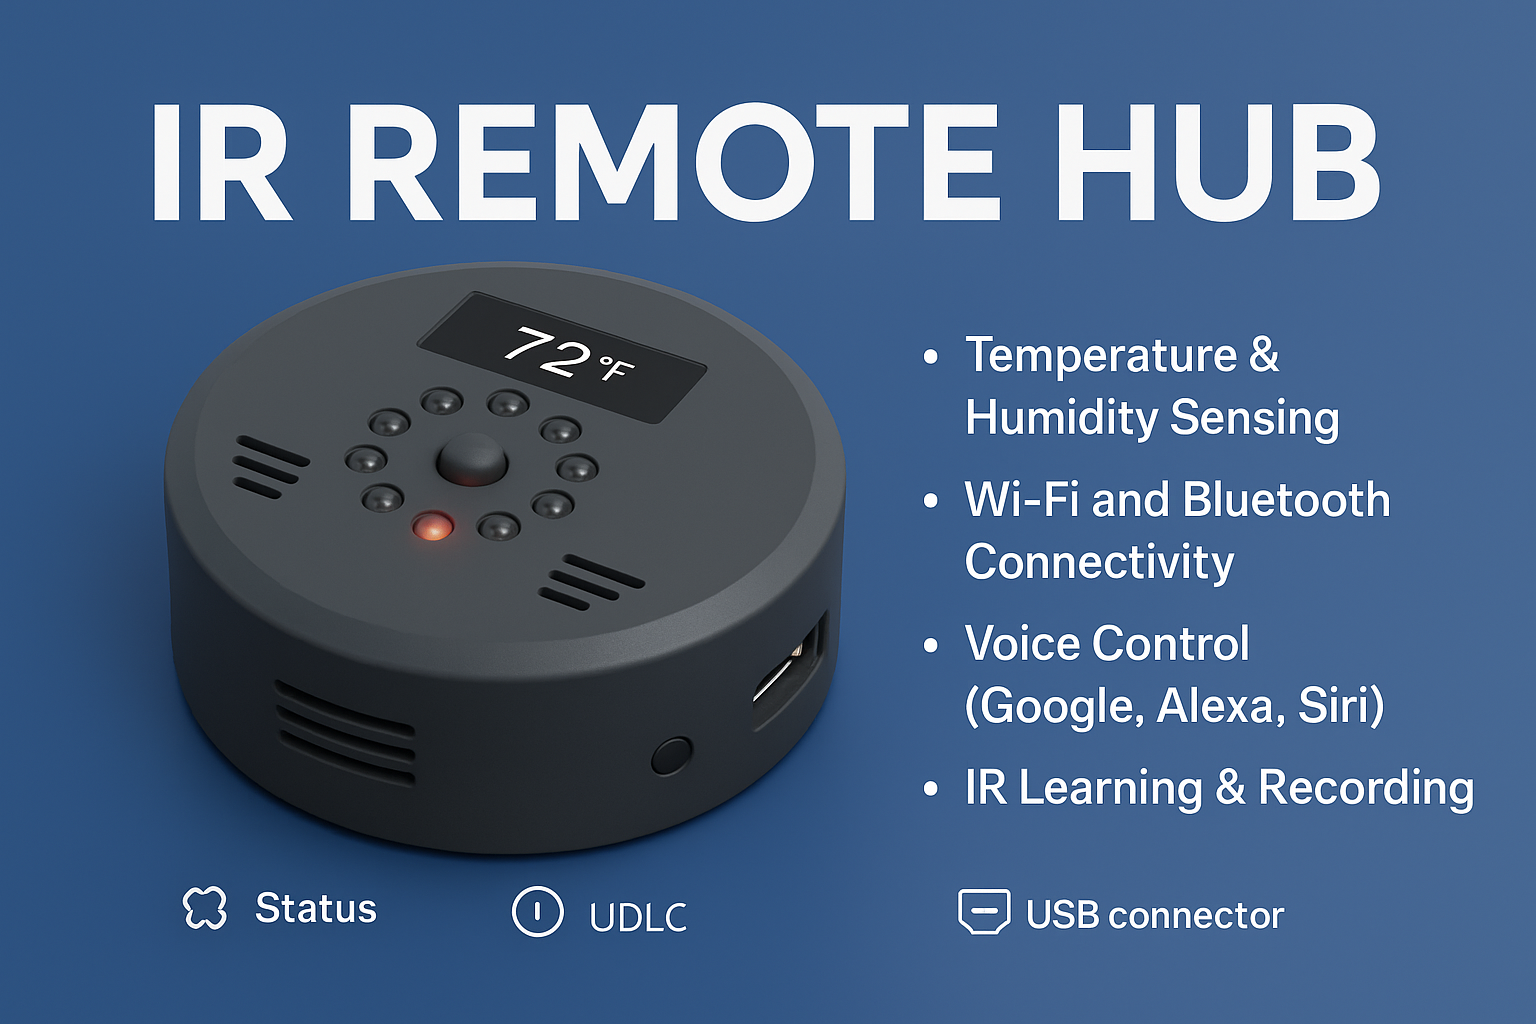 IR REMOTE HUB
72°F
• Temperature &
Humidity Sensing
• Wi-Fi and Bluetooth
Connectivity
• Voice Control
(Google, Alexa, Siri)
• IR Learning & Recording
Status
UDLC
USB connector